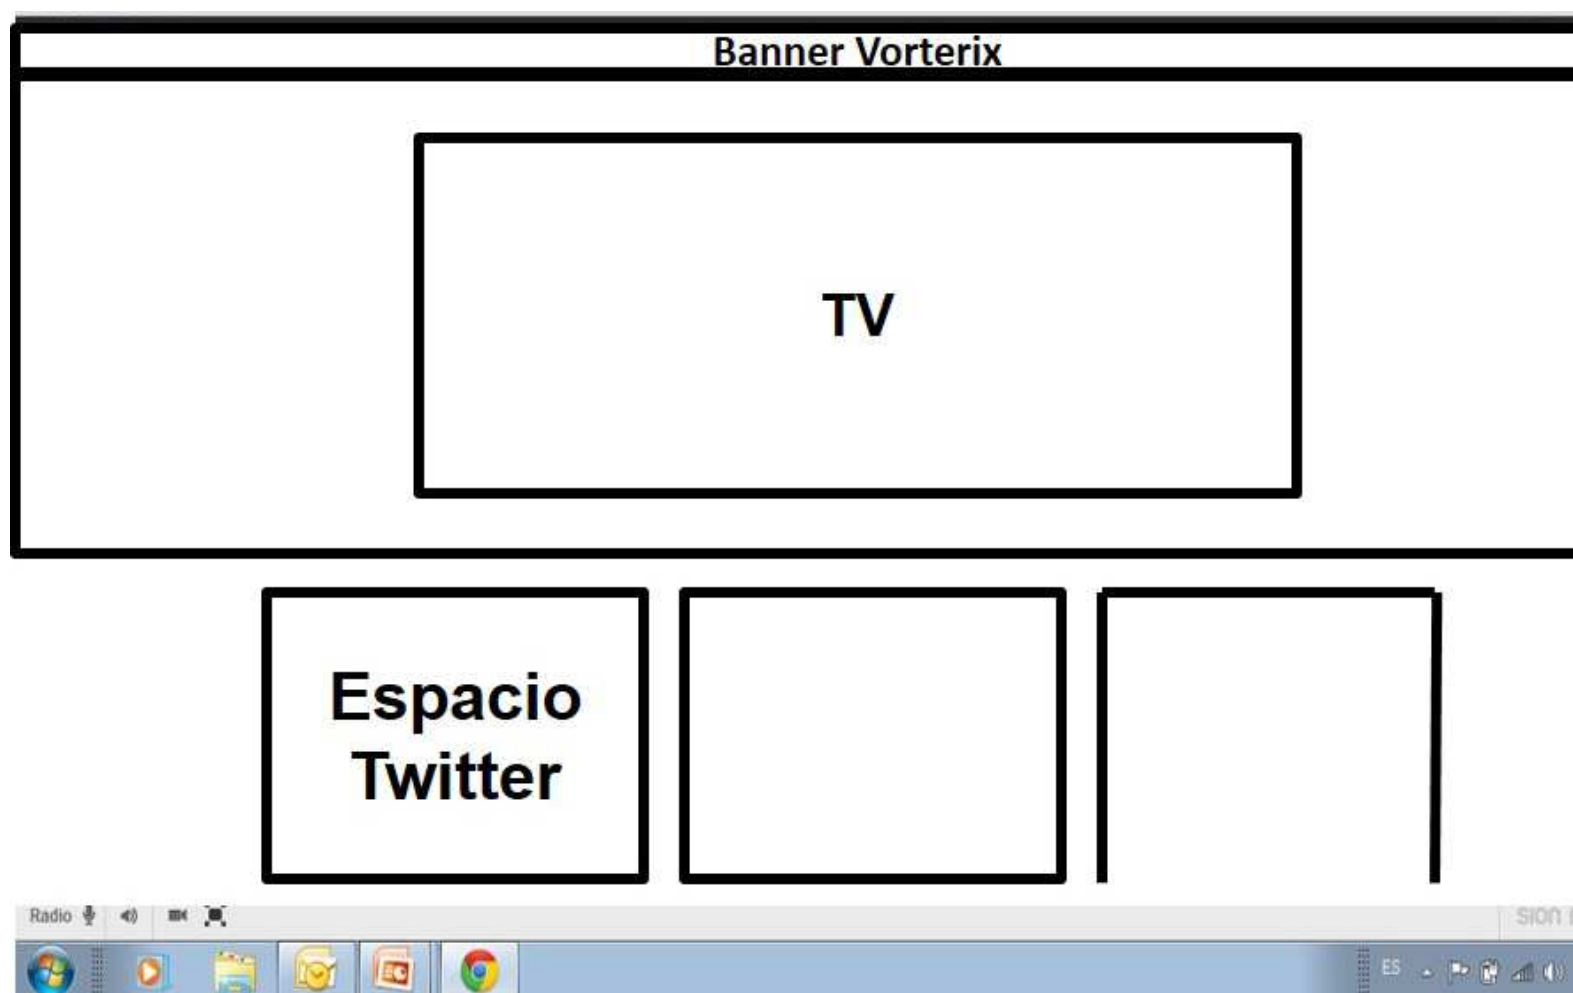 Banner Vorterix
TV
Espacio
Twitter
Radio
ES